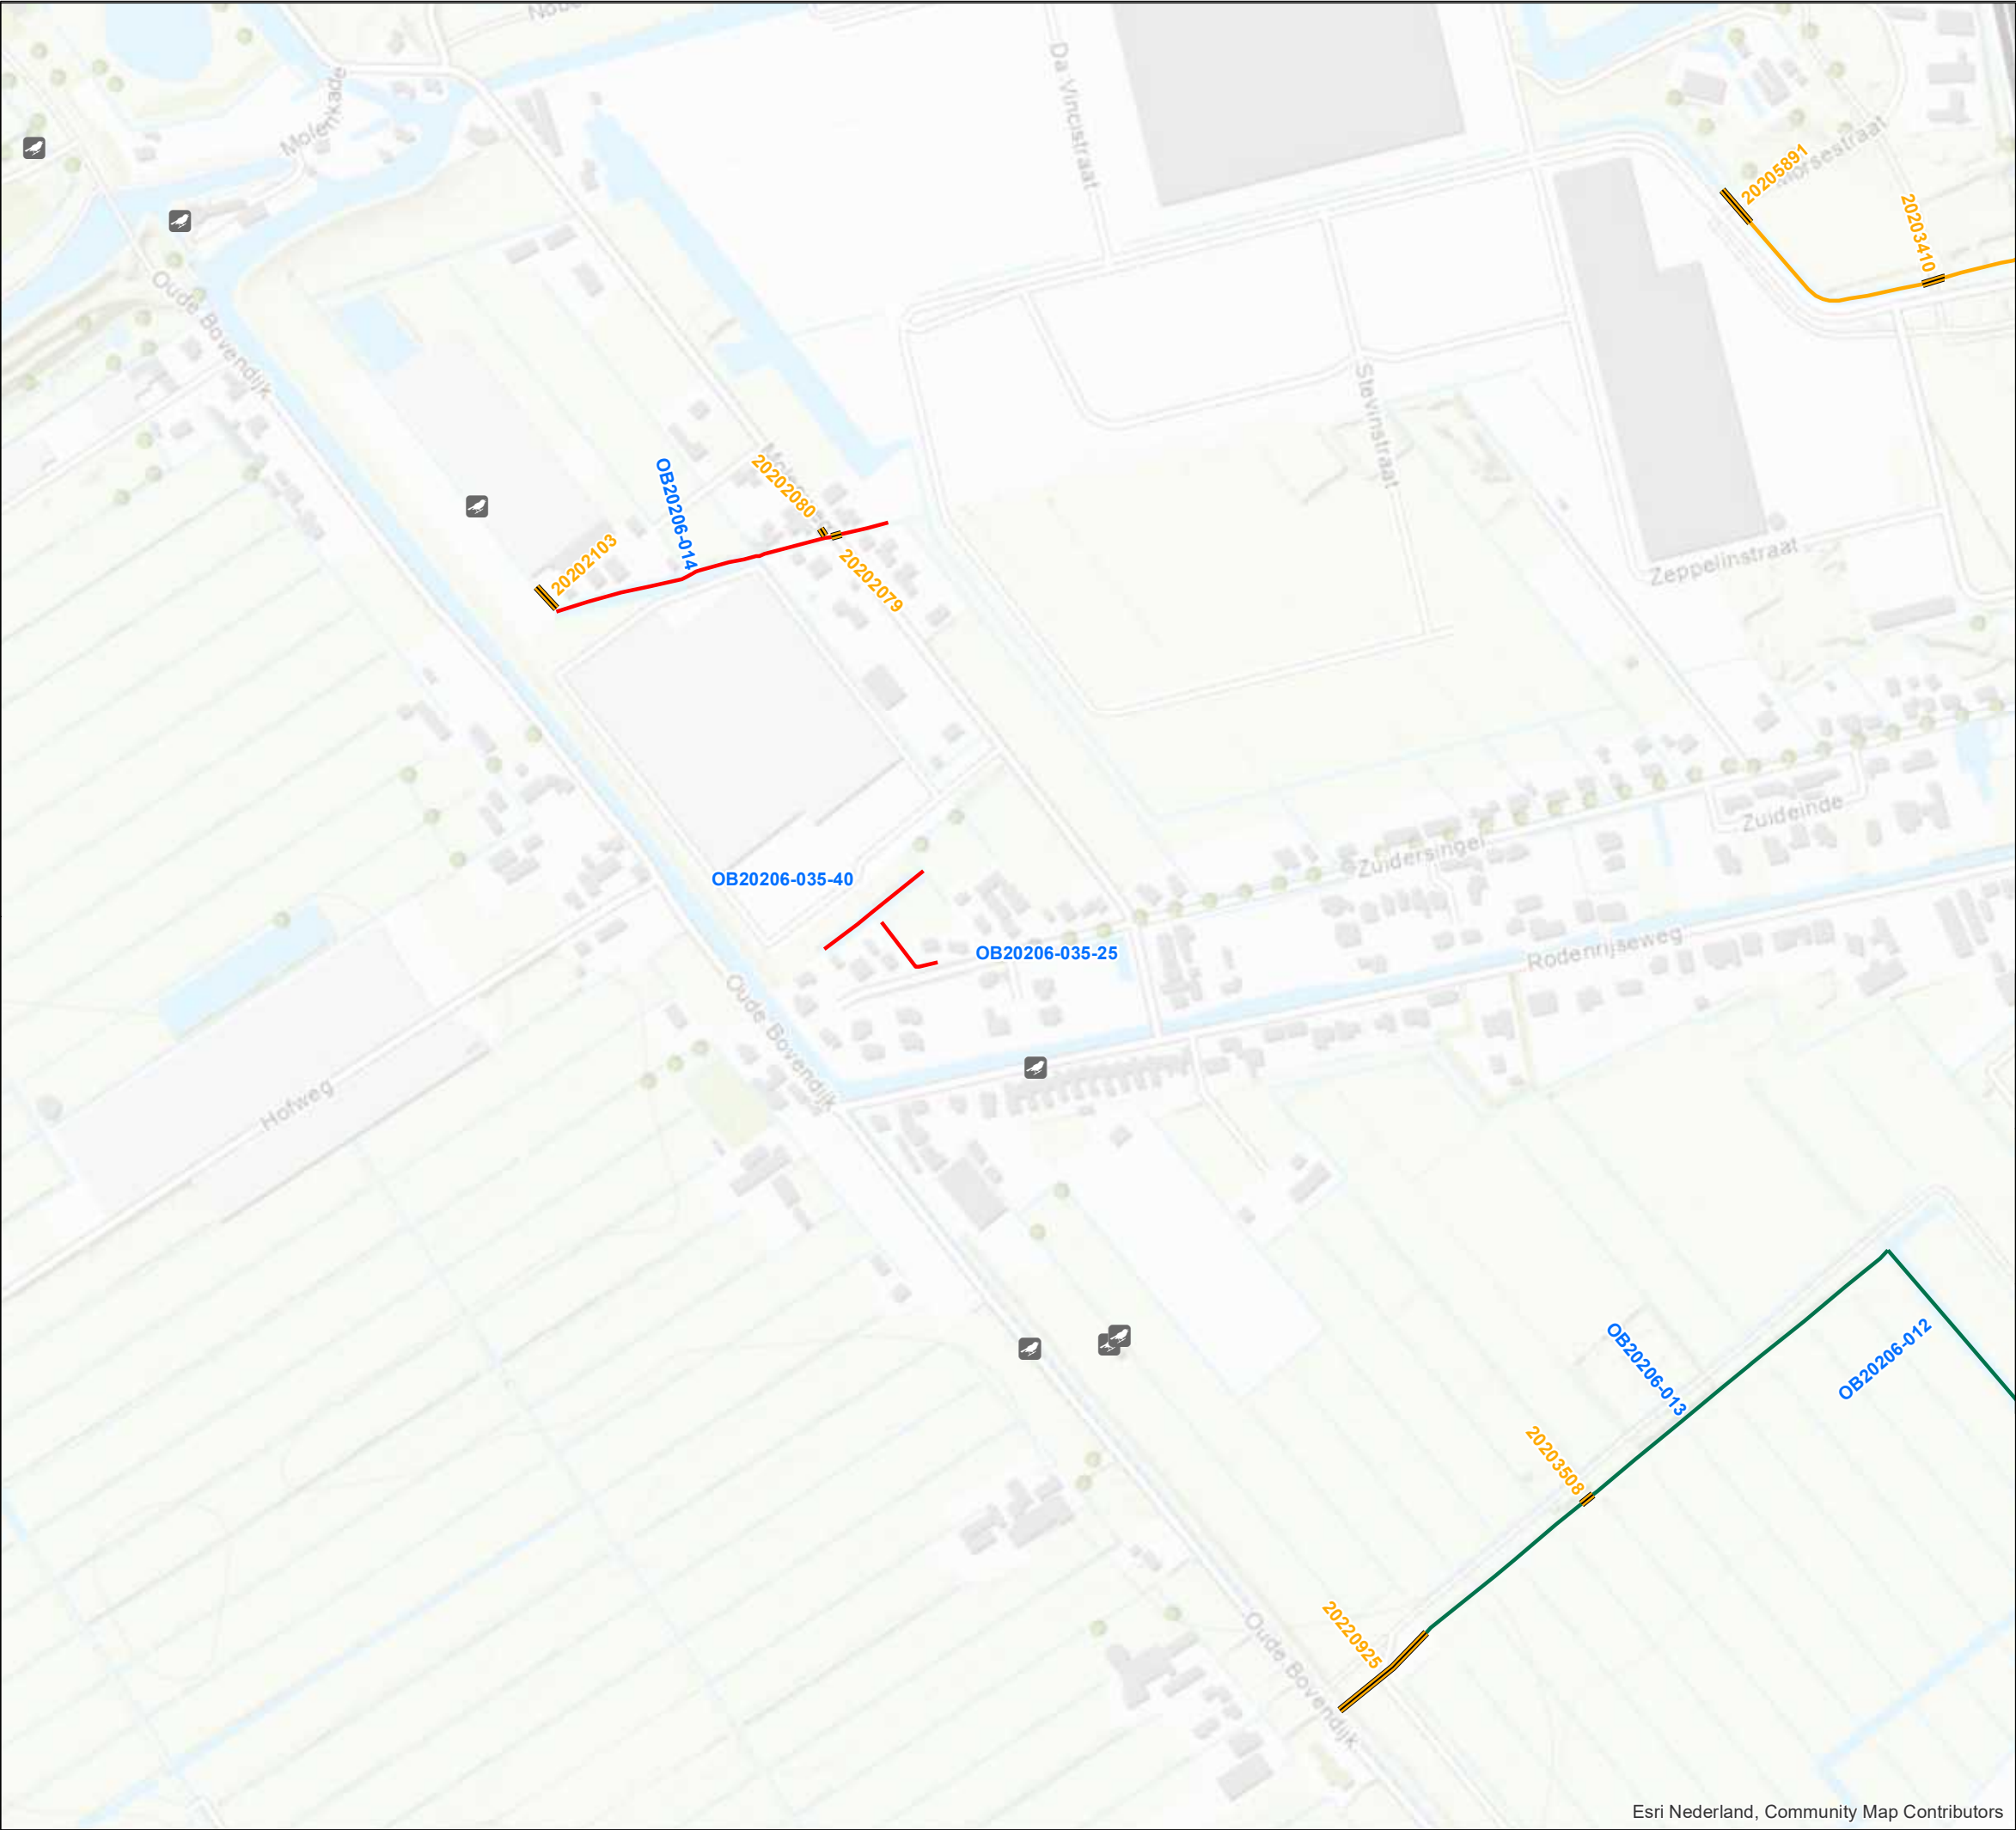 Da Vincistraat
Molenkade
Morsestraat
20205891
20203410
Oude Bovendijk
Stevinstraat
OB20206-014
20202080
20202103
20202079
Zeppelinstraat
Zuideinde
Zuidersingel
OB20206-035-40
OB20206-035-25
Rodenrijseweg
Oude Bovendijk
Hofweg
OB20206-013
OB20206-012
20203508
20220925
Oude Bovendijk
Esri Nederland, Community Map Contributors